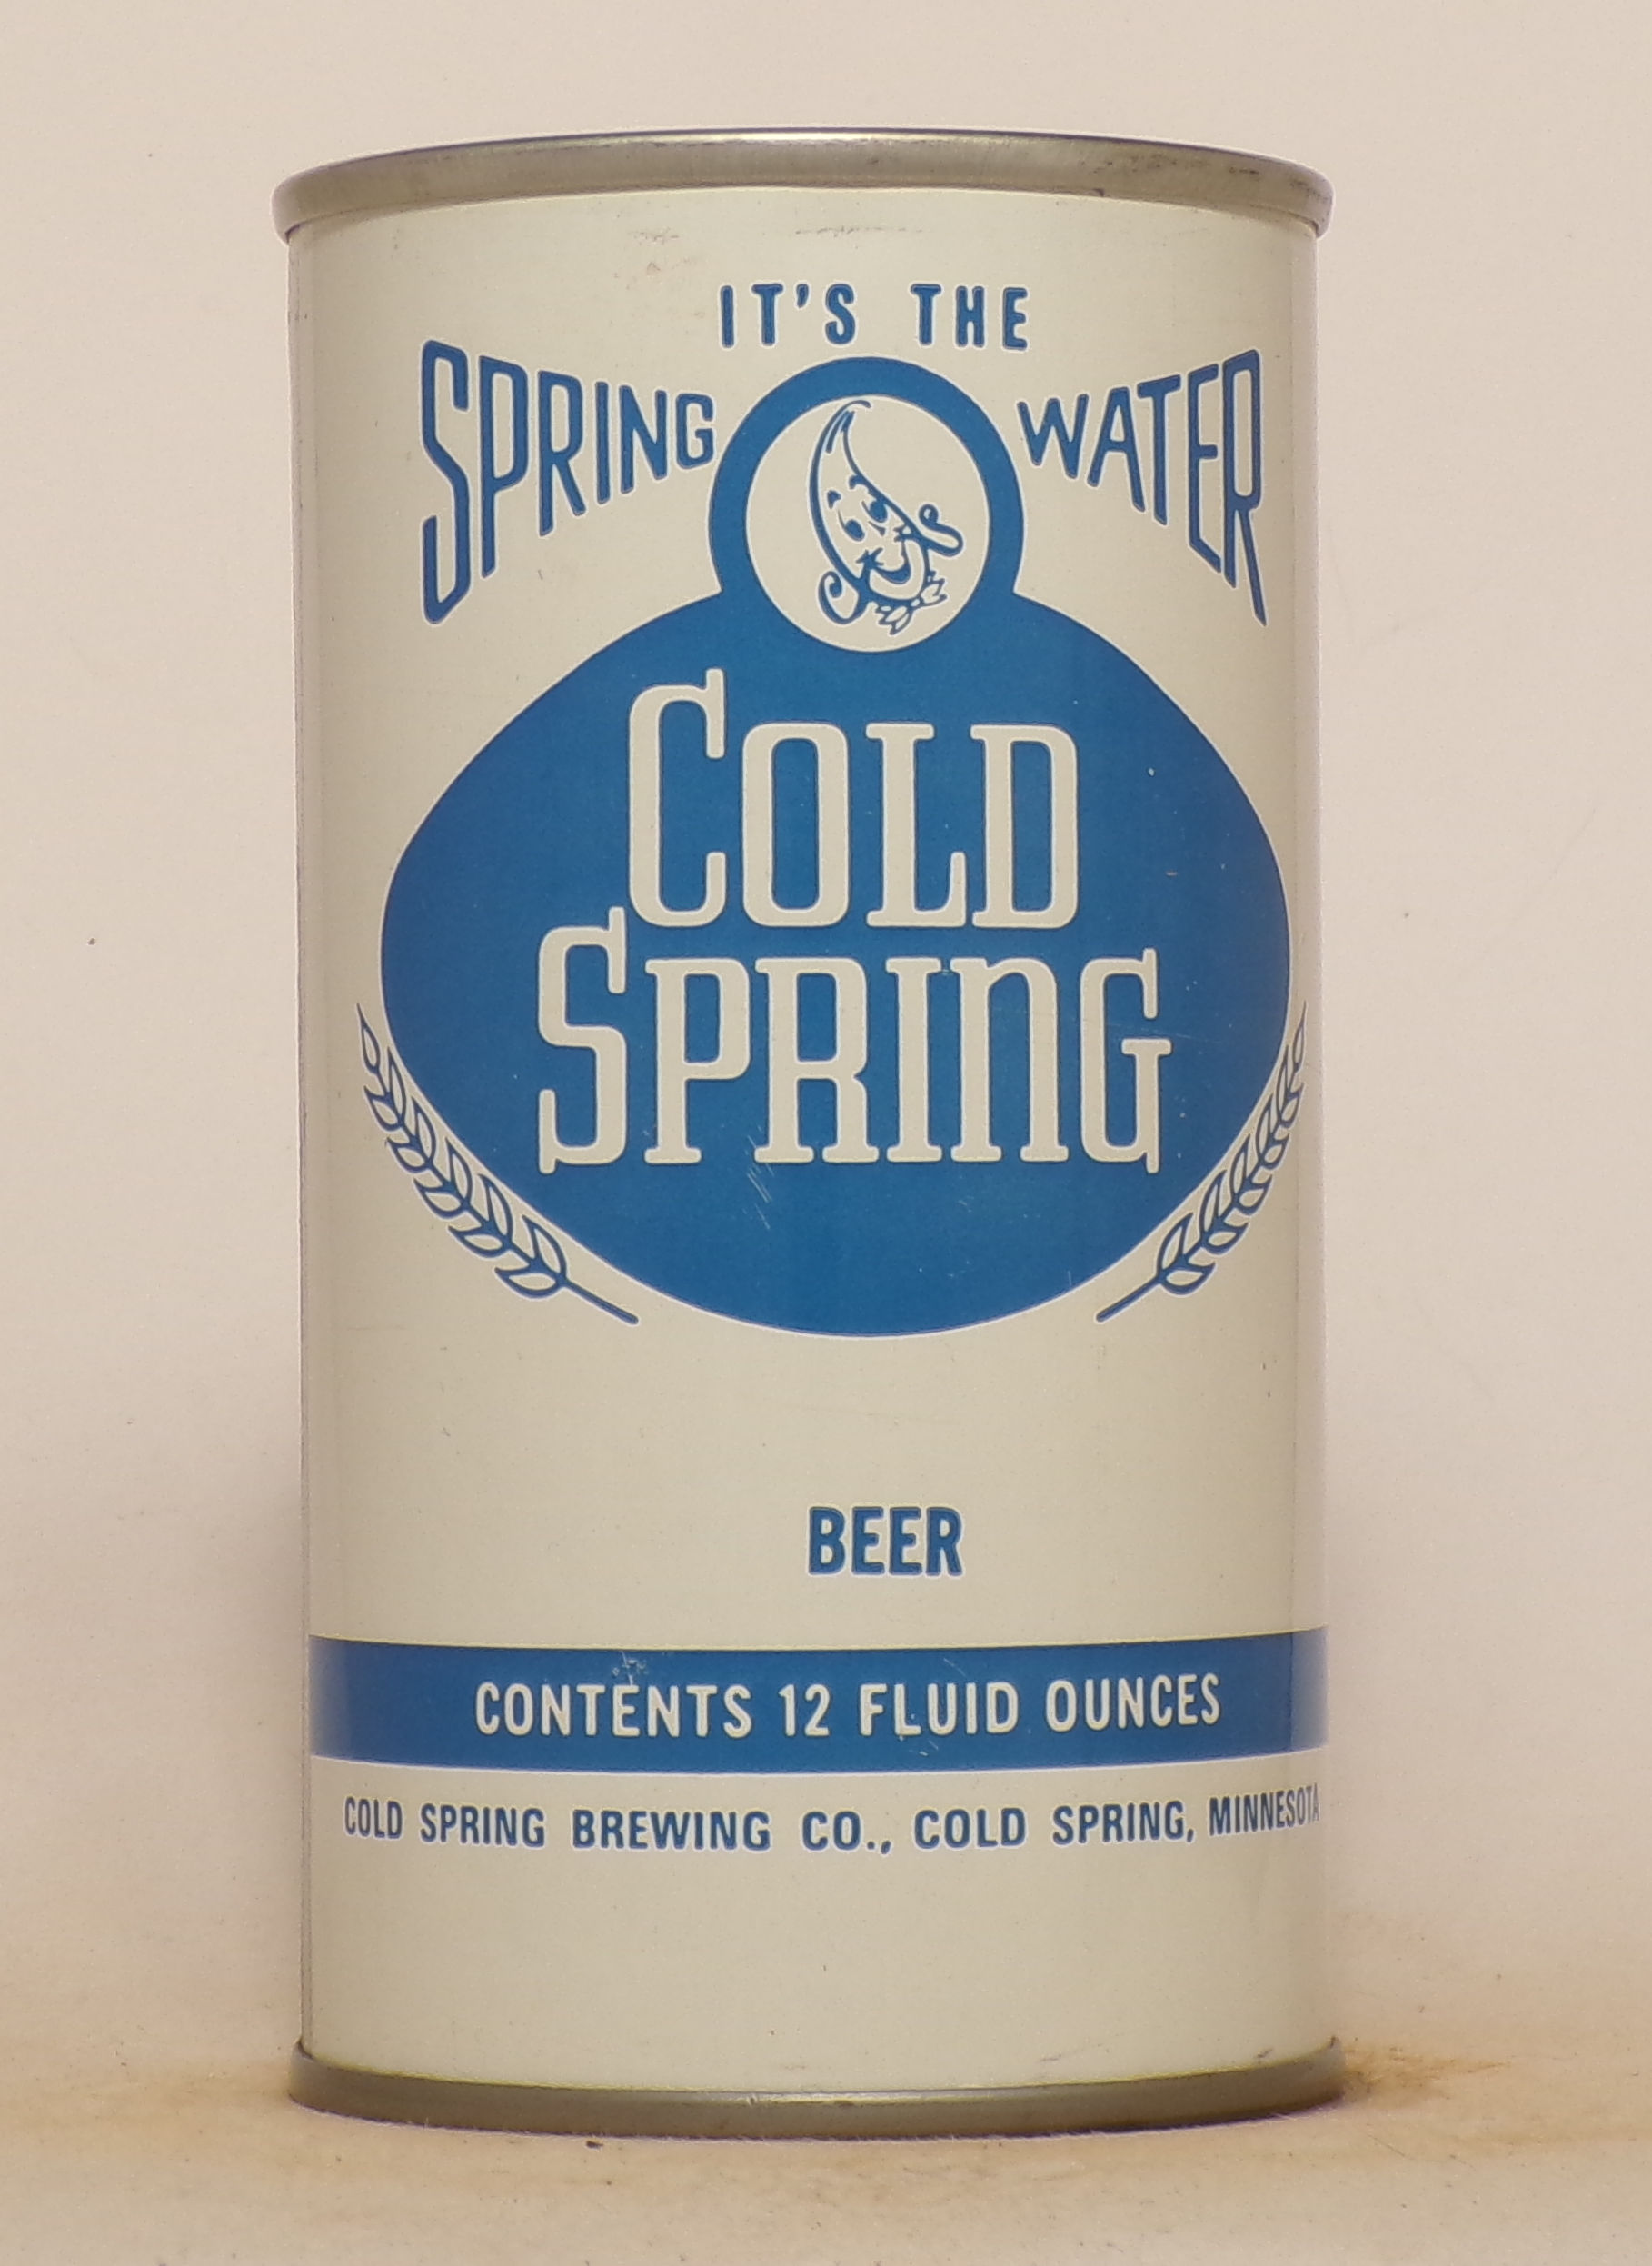 IT'S THE
SPRING WATER
COLD
SPRING
BEER
CONTENTS 12 FLUID OUNCES
COLD SPRING BREWING CO., COLD SPRING, MINNESOTA